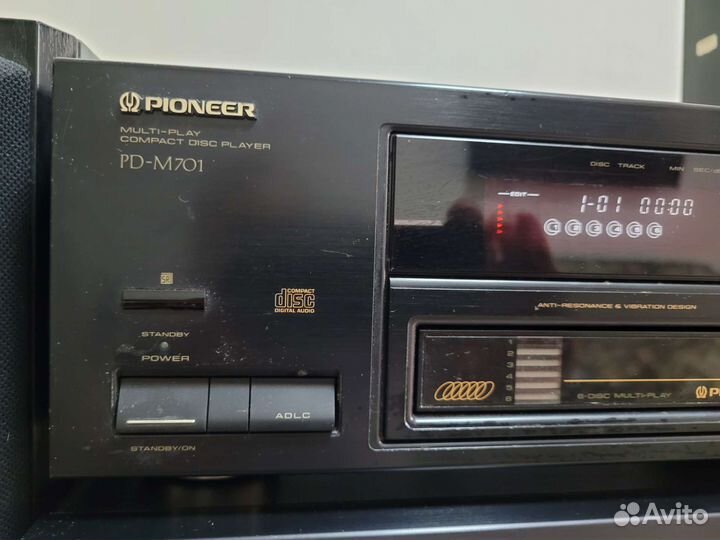 PIONEER
MULTI-PLAY
COMPACT DISC PLAYER
PD-M701
DISC TRACK MIN
EDIT
1-01 00:00
SR
COMPACT
disc
DIGITAL AUDIO
ANTI-RESONANCE & VIBRATION DESIGN
STANDBY
POWER
1
2
3
4
5
6
6-DISC MULTI-PLAY
ADLC
STANDBY/ON
Avito